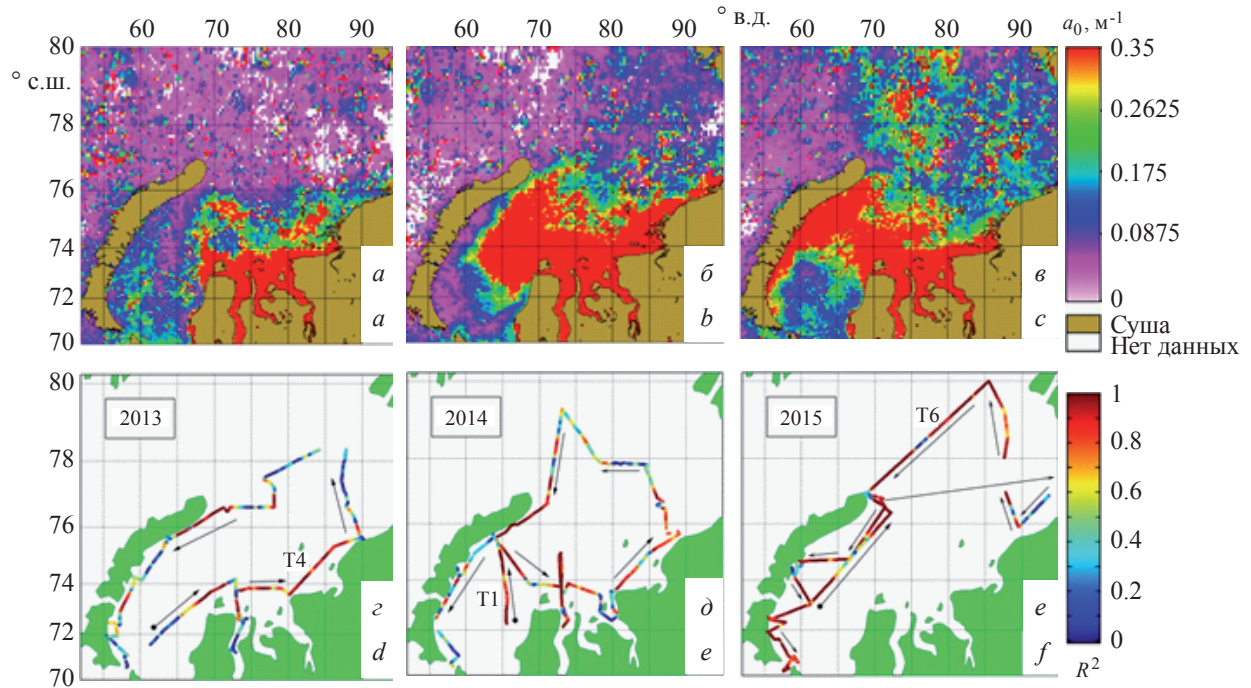 ° в.д.
60 70 80 90 60 70 80 90 60 70 80 90
a₀, м⁻¹
80
° с.ш.
78
76
74
72
70
а
a
б
b
в
c
0.35
0.2625
0.175
0.0875
0
Суша
Нет данных
80
78
76
74
72
70
2013
T4
г
d
2014
T1
д
e
2015
T6
е
f
1
0.8
0.6
0.4
0.2
0
R²